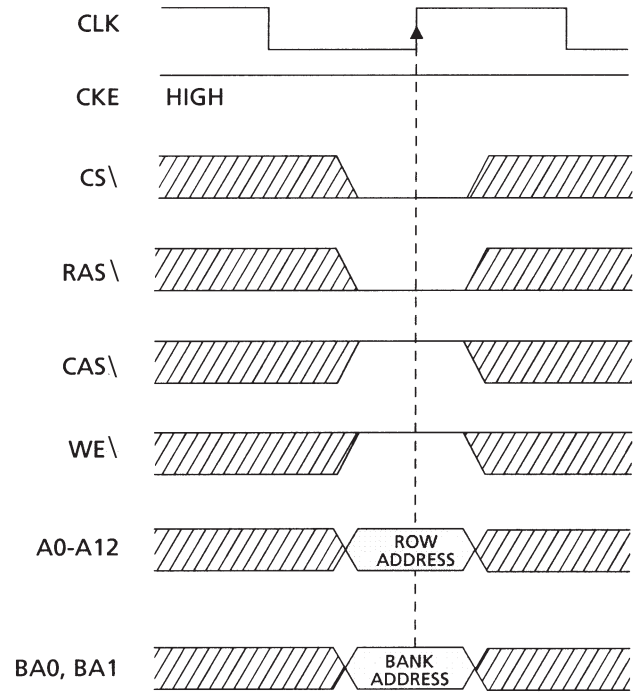 CLK
CKE HIGH
CS\
RAS\
CAS\
WE\
A0-A12
ROW
ADDRESS
BA0, BA1
BANK
ADDRESS